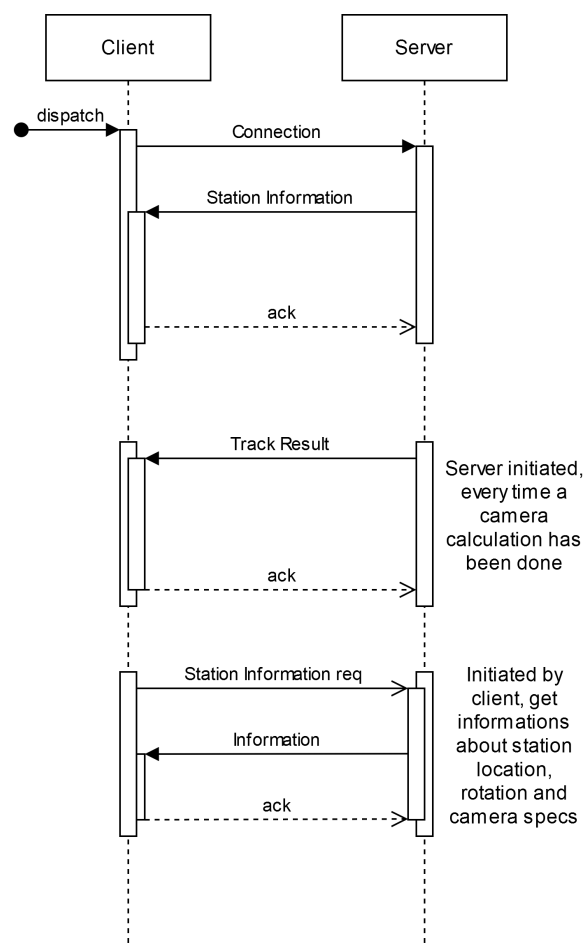 Client
Server
dispatch
Connection
Station Information
ack
Track Result
Server initiated,
every time a
camera
calculation has
been done
ack
Station Information req
Initiated by
client, get
informations
about station
location,
rotation and
camera specs
Information
ack